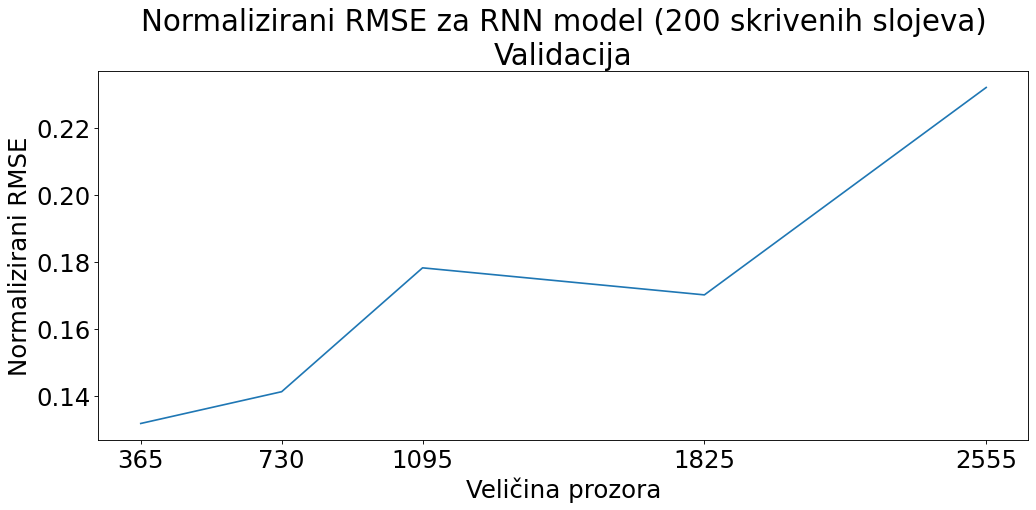 Normalizirani RMSE za RNN model (200 skrivenih slojeva)
Validacija
Normalizirani RMSE
0.22
0.20
0.18
0.16
0.14
365 730 1095 1825 2555
Veličina prozora